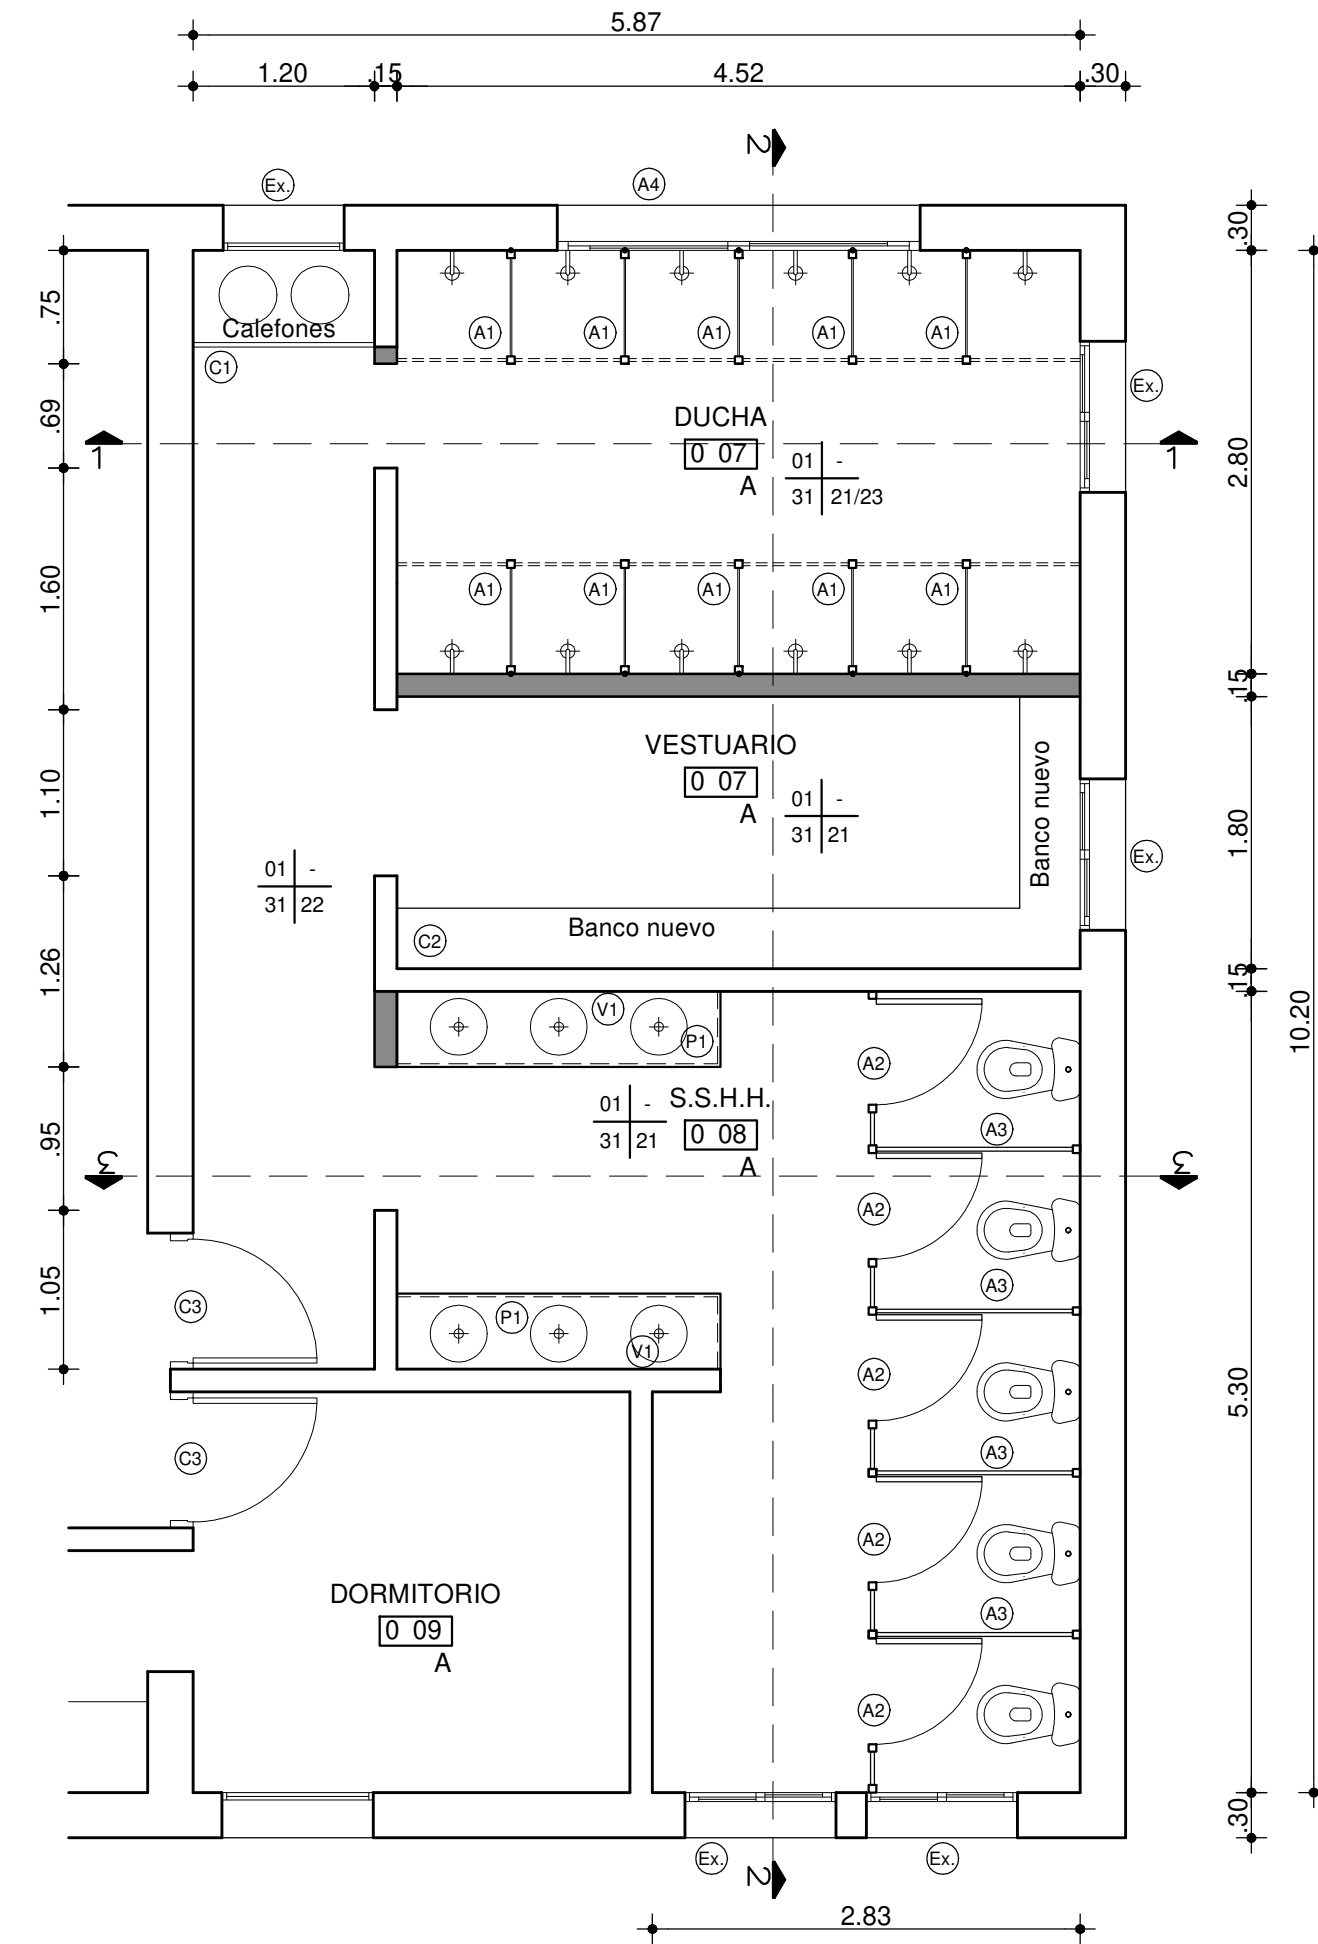 5.87
1.20 .15 4.52 .30
2
Ex. A4
.30
.75
Calefones
A1 A1 A1 A1 A1
C1
Ex.
.69
DUCHA
1 1
0 07
A
01 -
31 21/23
2.80
1.60
A1 A1 A1 A1 A1
.15
VESTUARIO
0 07
A
01 -
31 21
Banco nuevo
1.10
1.80
Ex.
01 -
31 22
Banco nuevo
C2
1.26
.15
10.20
V1
P1
A2
S.S.H.H.
01 -
31 21
0 08
A
A3
.95
3 3
A2
1.05
A3
C3
P1
V1
A2
5.30
A3
C3
A2
DORMITORIO
0 09
A
A3
A2
.30
Ex. Ex.
2
2.83